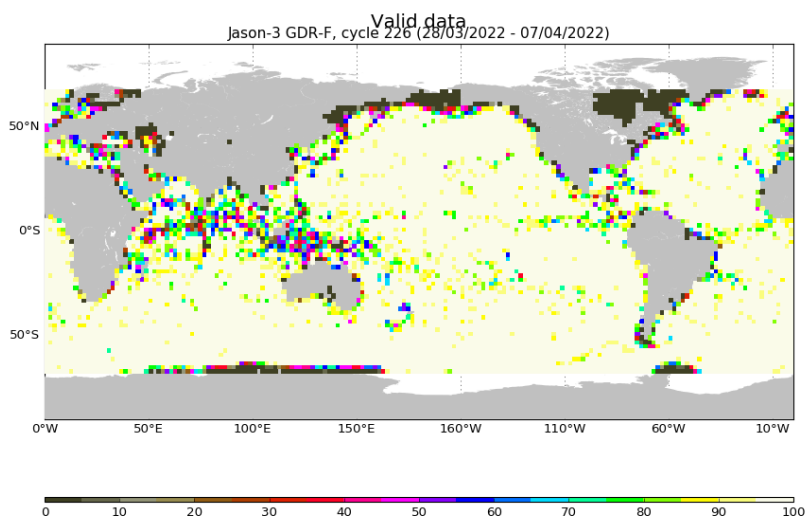 Valid data
Jason-3 GDR-F, cycle 226 (28/03/2022 - 07/04/2022)
50°N
0°S
50°S
0°W 50°E 100°E 150°E 160°W 110°W 60°W 10°W
0 10 20 30 40 50 60 70 80 90 100